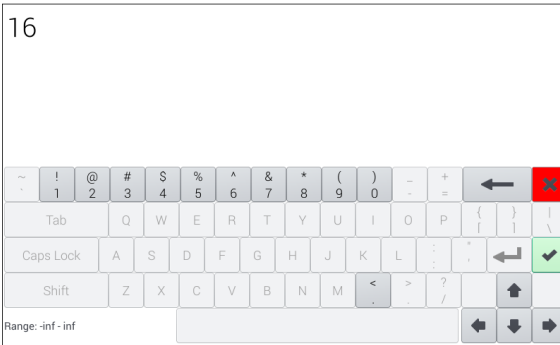 16
~ ! @ # $ % ^ & * ( ) _ +
` 1 2 3 4 5 6 7 8 9 0 - =
Tab Q W E R T Y U I O P { } |
[ ] \
Caps Lock A S D F G H J K L : "
; '
Shift Z X C V B N M < > ?
. . /
Range: -inf - inf